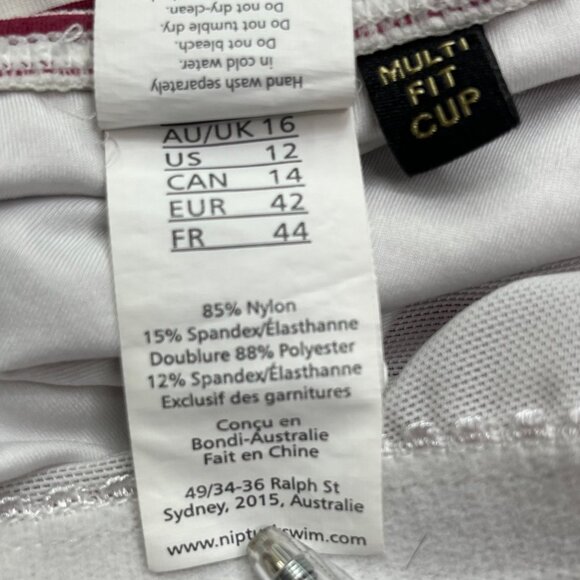 Hand wash separately
in cold water.
Do not bleach.
Do not tumble dry.
Do not dry-clean.
MULTI
FIT
CUP
AU/UK 16
US 12
CAN 14
EUR 42
FR 44
85% Nylon
15% Spandex/Élasthanne
Doublure 88% Polyester
12% Spandex/Élasthanne
Exclusif des garnitures
Conçu en
Bondi-Australie
Fait en Chine
49/34-36 Ralph St
Sydney, 2015, Australie